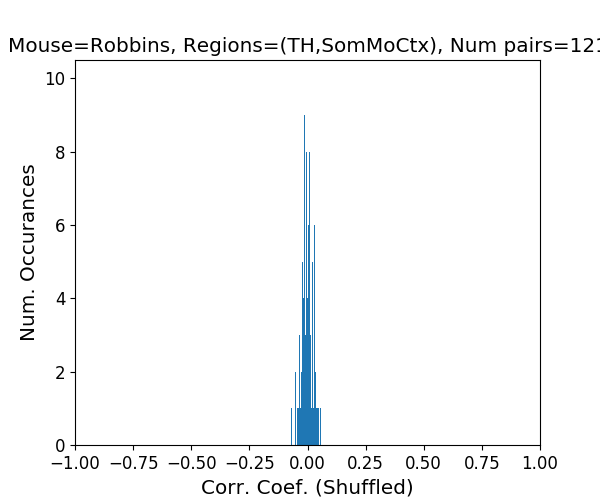 Mouse=Robbins, Regions=(TH,SomMoCtx), Num pairs=121
10
8
6
4
2
0
−1.00 −0.75 −0.50 −0.25 0.00 0.25 0.50 0.75 1.00
Num. Occurances
Corr. Coef. (Shuffled)